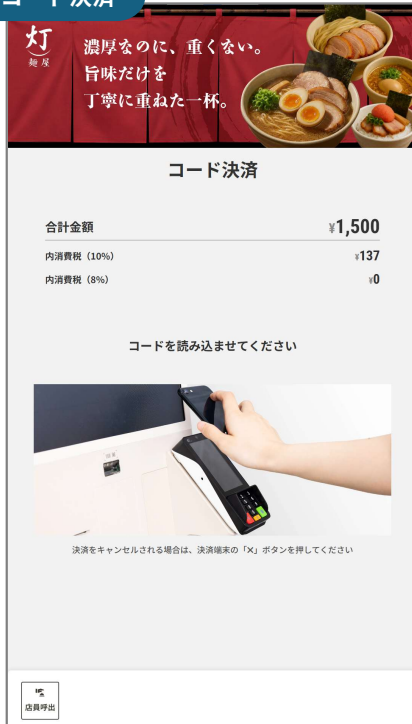 コード決済
灯
麺屋
濃厚なのに、重くない。
旨味だけを
丁寧に重ねた一杯。
コード決済
合計金額 ¥1,500
内消費税（10%） ¥137
内消費税（8%） ¥0
コードを読み込ませてください
決済をキャンセルされる場合は、決済端末の「✕」ボタンを押してください
店員呼出